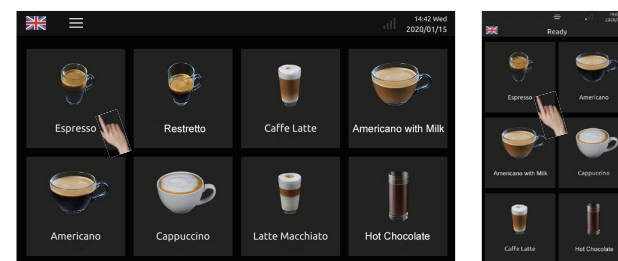 14:42 Wed
2020/01/15
Espresso
Restretto
Caffe Latte
Americano with Milk
Americano
Cappuccino
Latte Macchiato
Hot Chocolate
Ready
Espresso
Americano
Americano with Milk
Cappuccino
Caffe Latte
Hot Chocolate